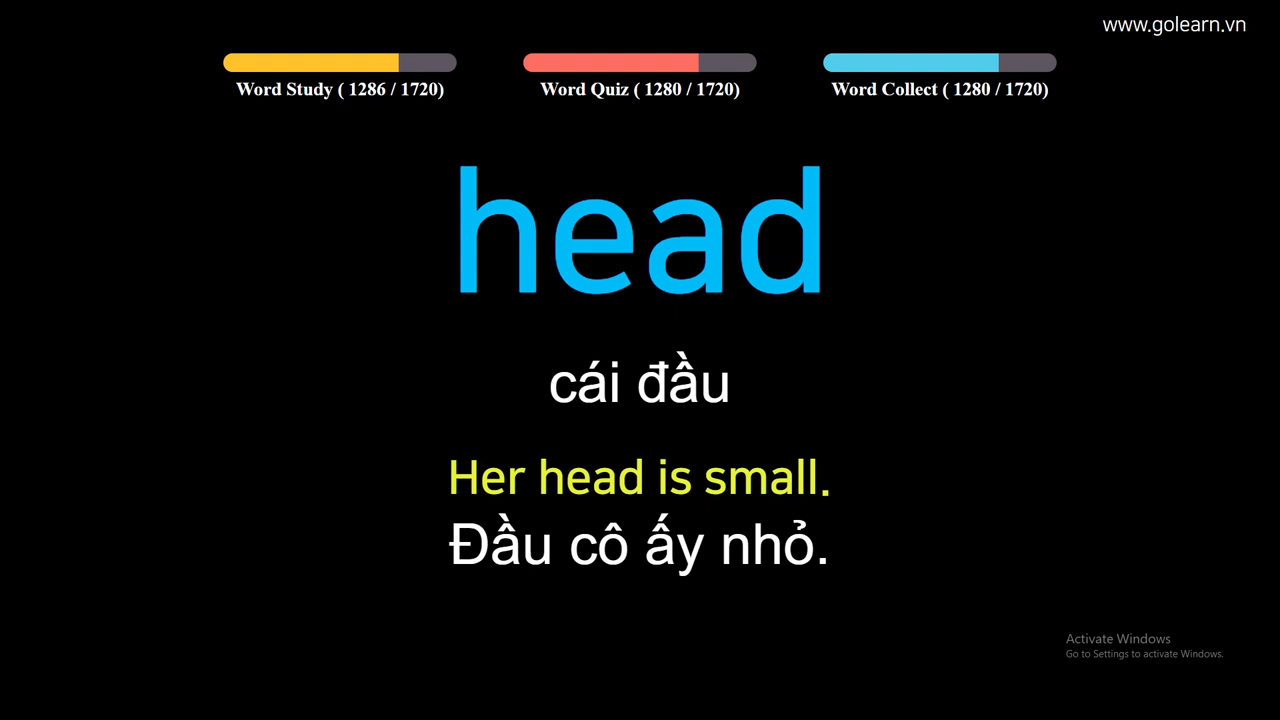 www.golearn.vn
Word Study ( 1286 / 1720)
Word Quiz ( 1280 / 1720)
Word Collect ( 1280 / 1720)
head
cái đầu
Her head is small.
Đầu cô ấy nhỏ.
Activate Windows
Go to Settings to activate Windows.